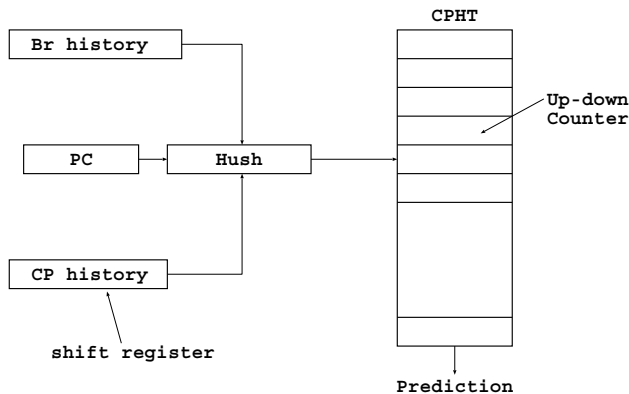 CPHT
Br history
Up-down
Counter
PC
Hush
CP history
shift register
Prediction